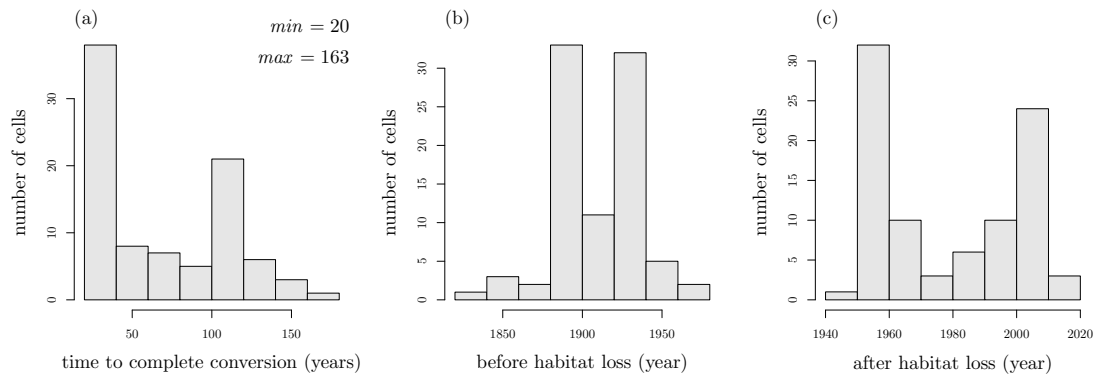 (a)
min = 20
max = 163
number of cells
0
10
20
30
50
100
150
time to complete conversion (years)
(b)
number of cells
0
5
10
15
20
25
30
1850
1900
1950
before habitat loss (year)
(c)
number of cells
0
5
10
15
20
25
30
1940
1960
1980
2000
2020
after habitat loss (year)